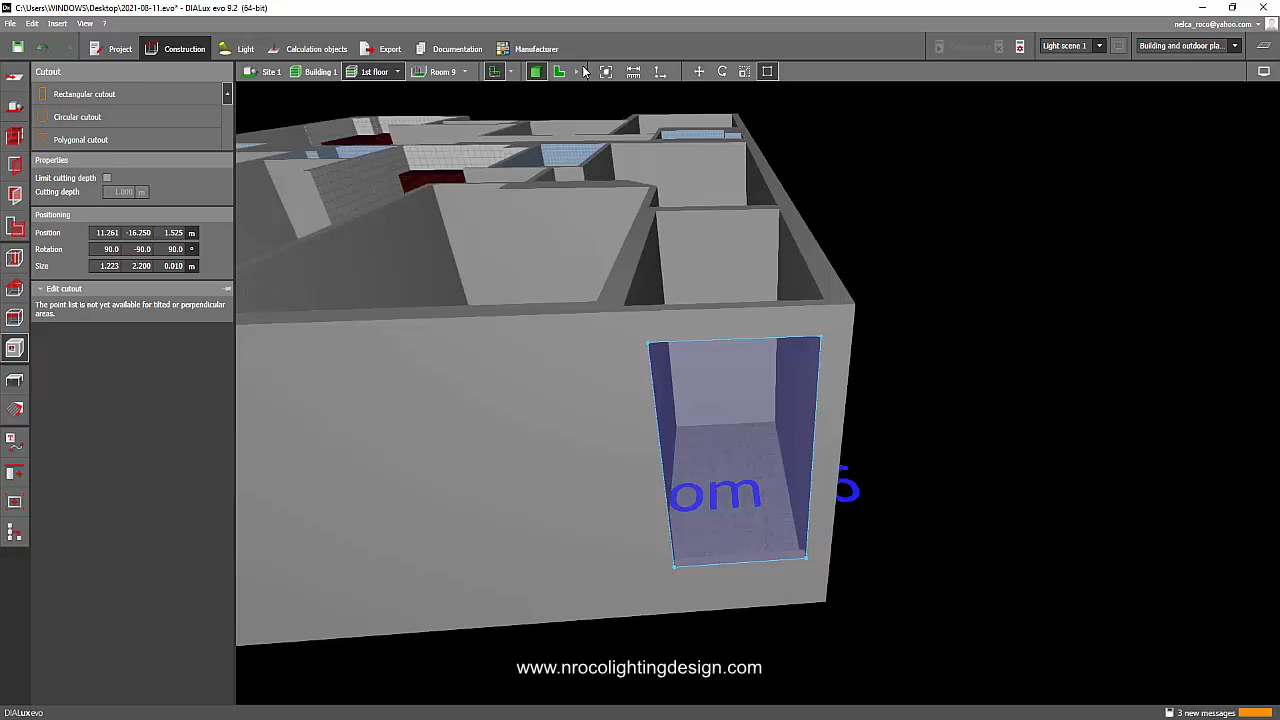 Dx C:\Users\WINDOWS\Desktop\2021-08-11.evo* - DIALux evo 9.2 (64-bit)
File Edit Insert View ?
nelca_roco@yahoo.com
Project Construction Light Calculation objects Export Documentation Manufacturer
Light scene 1 Building and outdoor pla...
Cutout
Site 1 Building 1 1st floor Room 9
Rectangular cutout
Circular cutout
Polygonal cutout
Properties
Limit cutting depth
Cutting depth 1.000 m
Positioning
Position 11.261 -16.250 1.525 m
Rotation 90.0 -90.0 90.0 °
Size 1.223 2.200 0.010 m
Edit cutout
The point list is not yet available for tilted or perpendicular
areas.
om
www.nrocolightingdesign.com
DIALux evo
3 new messages